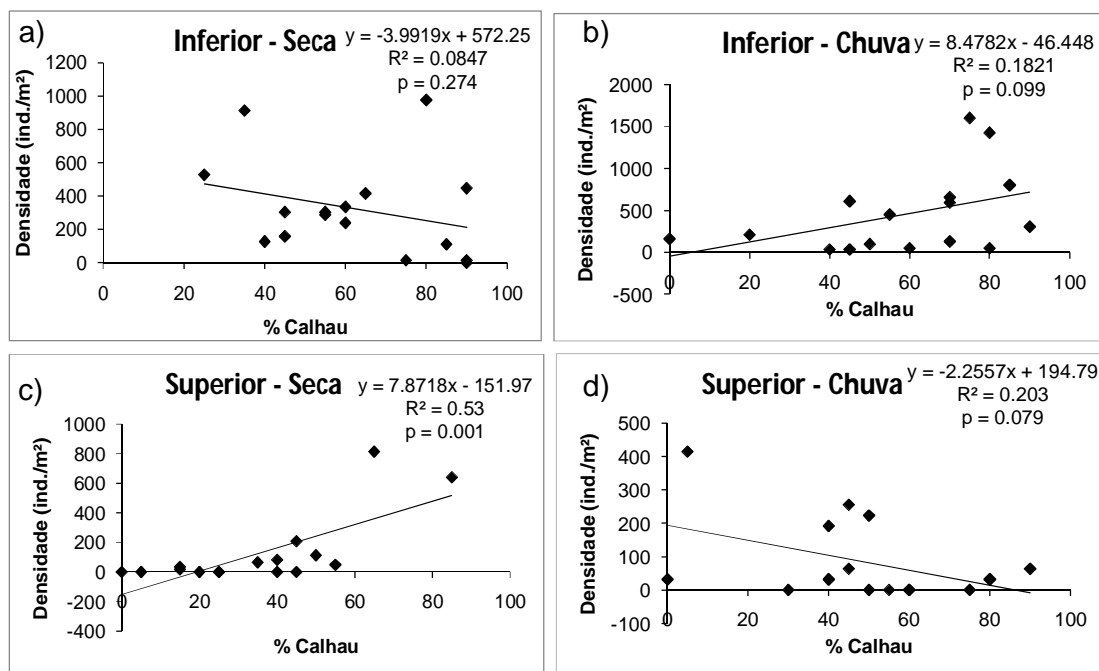 a)
Inferior - Seca
y = -3.9919x + 572.25
R² = 0.0847
p = 0.274
Densidade (ind./m²)
1200
1000
800
600
400
200
0
0 20 40 60 80 100
% Calhau
b)
Inferior - Chuva
y = 8.4782x - 46.448
R² = 0.1821
p = 0.099
Densidade (ind./m²)
2000
1500
1000
500
0
-500
0 20 40 60 80 100
% Calhau
c)
Superior - Seca
y = 7.8718x - 151.97
R² = 0.53
p = 0.001
Densidade (ind./m²)
1000
800
600
400
200
0
-200
-400
0 20 40 60 80 100
% Calhau
d)
Superior - Chuva
y = -2.2557x + 194.79
R² = 0.203
p = 0.079
Densidade (ind./m²)
500
400
300
200
100
0
-100
0 20 40 60 80 100
% Calhau